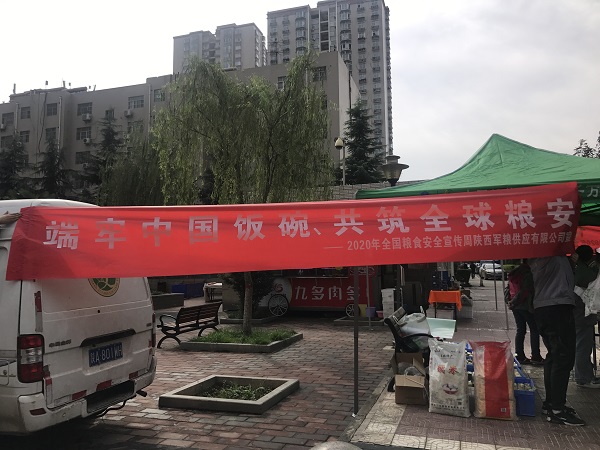 端牢中国饭碗、共筑全球粮安
——2020年全国粮食安全宣传周陕西军粮供应有限公司宣
九多肉多